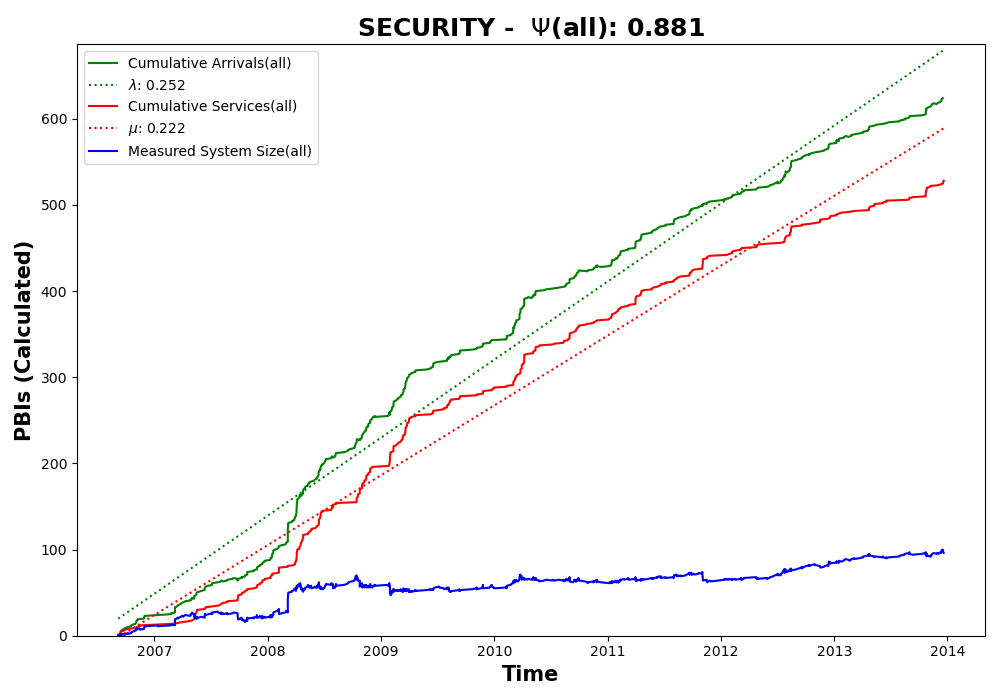 SECURITY - Ψ(all): 0.881
Cumulative Arrivals(all)
λ: 0.252
Cumulative Services(all)
μ: 0.222
Measured System Size(all)
PBIs (Calculated)
600
500
400
300
200
100
0
2007 2008 2009 2010 2011 2012 2013 2014
Time